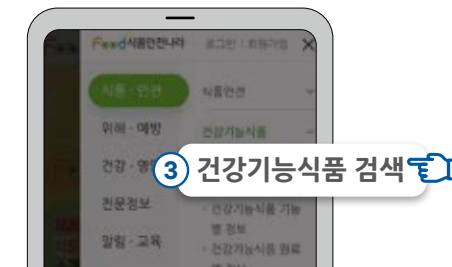 Food식품안전나라 로그인 회원가입 X
식품·안전 식품안전
위해·예방 건강기능식품
건강·영
③ 건강기능식품 검색
전문정보
· 건강기능식품 기능
별 정보
알림·교육
· 건강기능식품 원료
별 정보